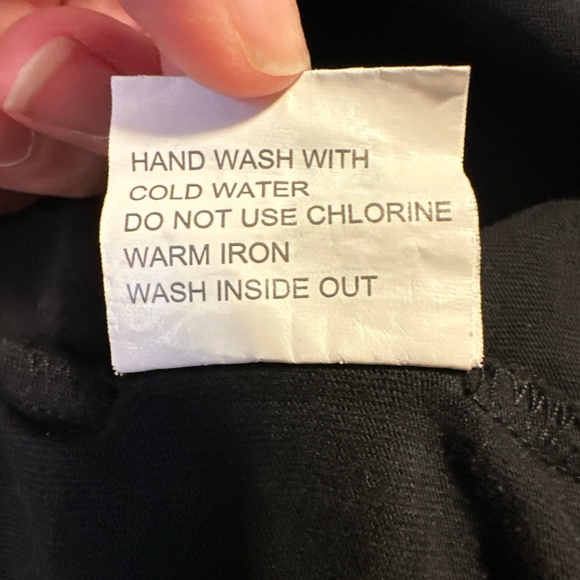 HAND WASH WITH
COLD WATER
DO NOT USE CHLORINE
WARM IRON
WASH INSIDE OUT